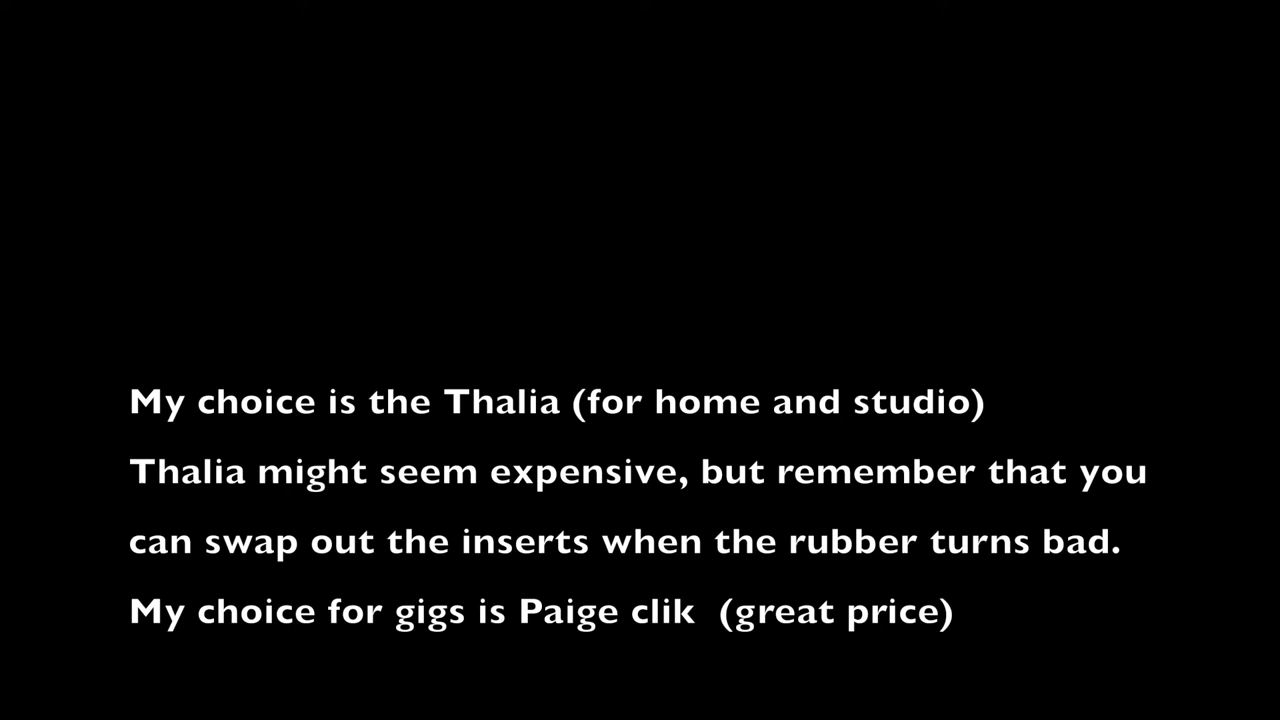 My choice is the Thalia (for home and studio)
Thalia might seem expensive, but remember that you
can swap out the inserts when the rubber turns bad.
My choice for gigs is Paige clik  (great price)